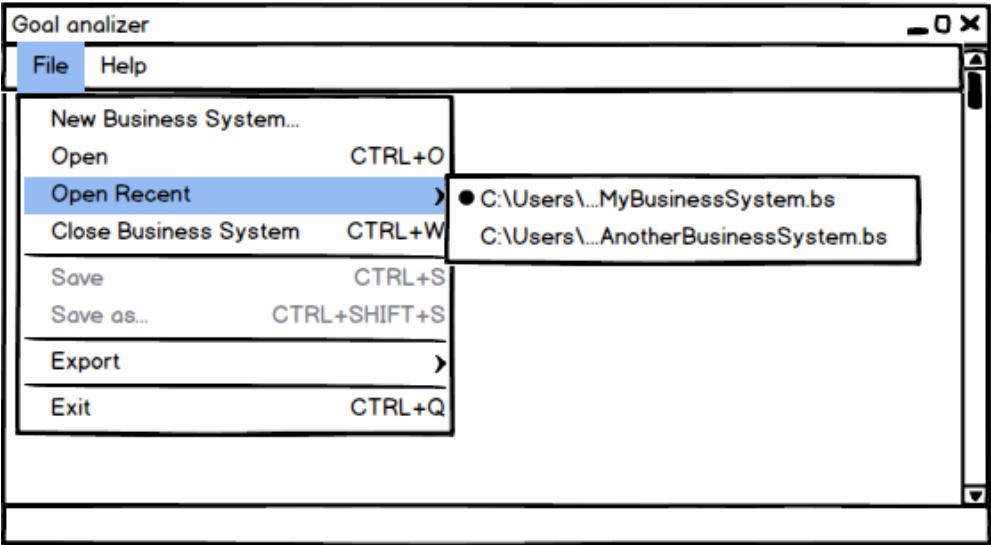 Goal analizer
File Help
New Business System...
Open CTRL+O
Open Recent
C:\Users\...MyBusinessSystem.bs
Close Business System CTRL+W
C:\Users\...AnotherBusinessSystem.bs
Save CTRL+S
Save as... CTRL+SHIFT+S
Export
Exit CTRL+Q